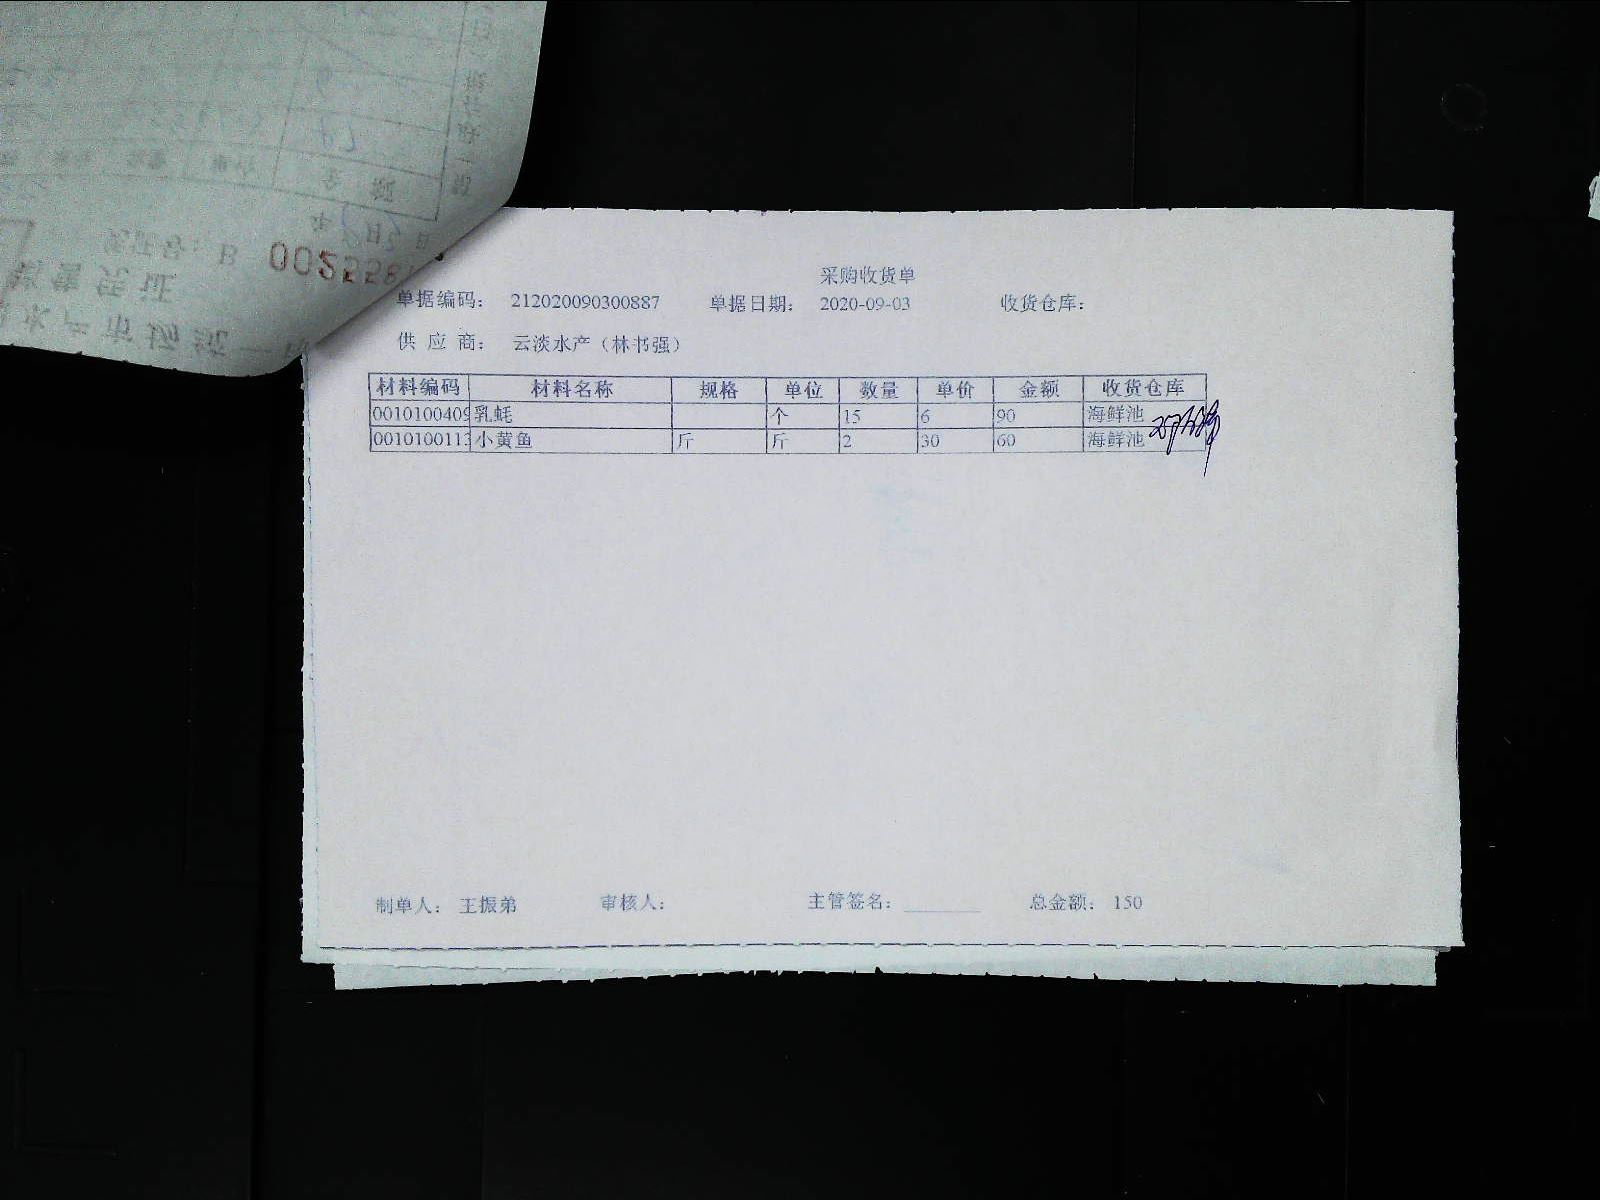 采购收货单
单据编码： 212020090300887 单据日期： 2020-09-03 收货仓库：
供 应 商： 云淡水产（林书强）
材料编码 材料名称 规格 单位 数量 单价 金额 收货仓库
0010100409 乳蚝 个 15 6 90 海鲜池
0010100113 小黄鱼 斤 斤 2 30 60 海鲜池
制单人： 王振弟 审核人： 主管签名： 总金额： 150